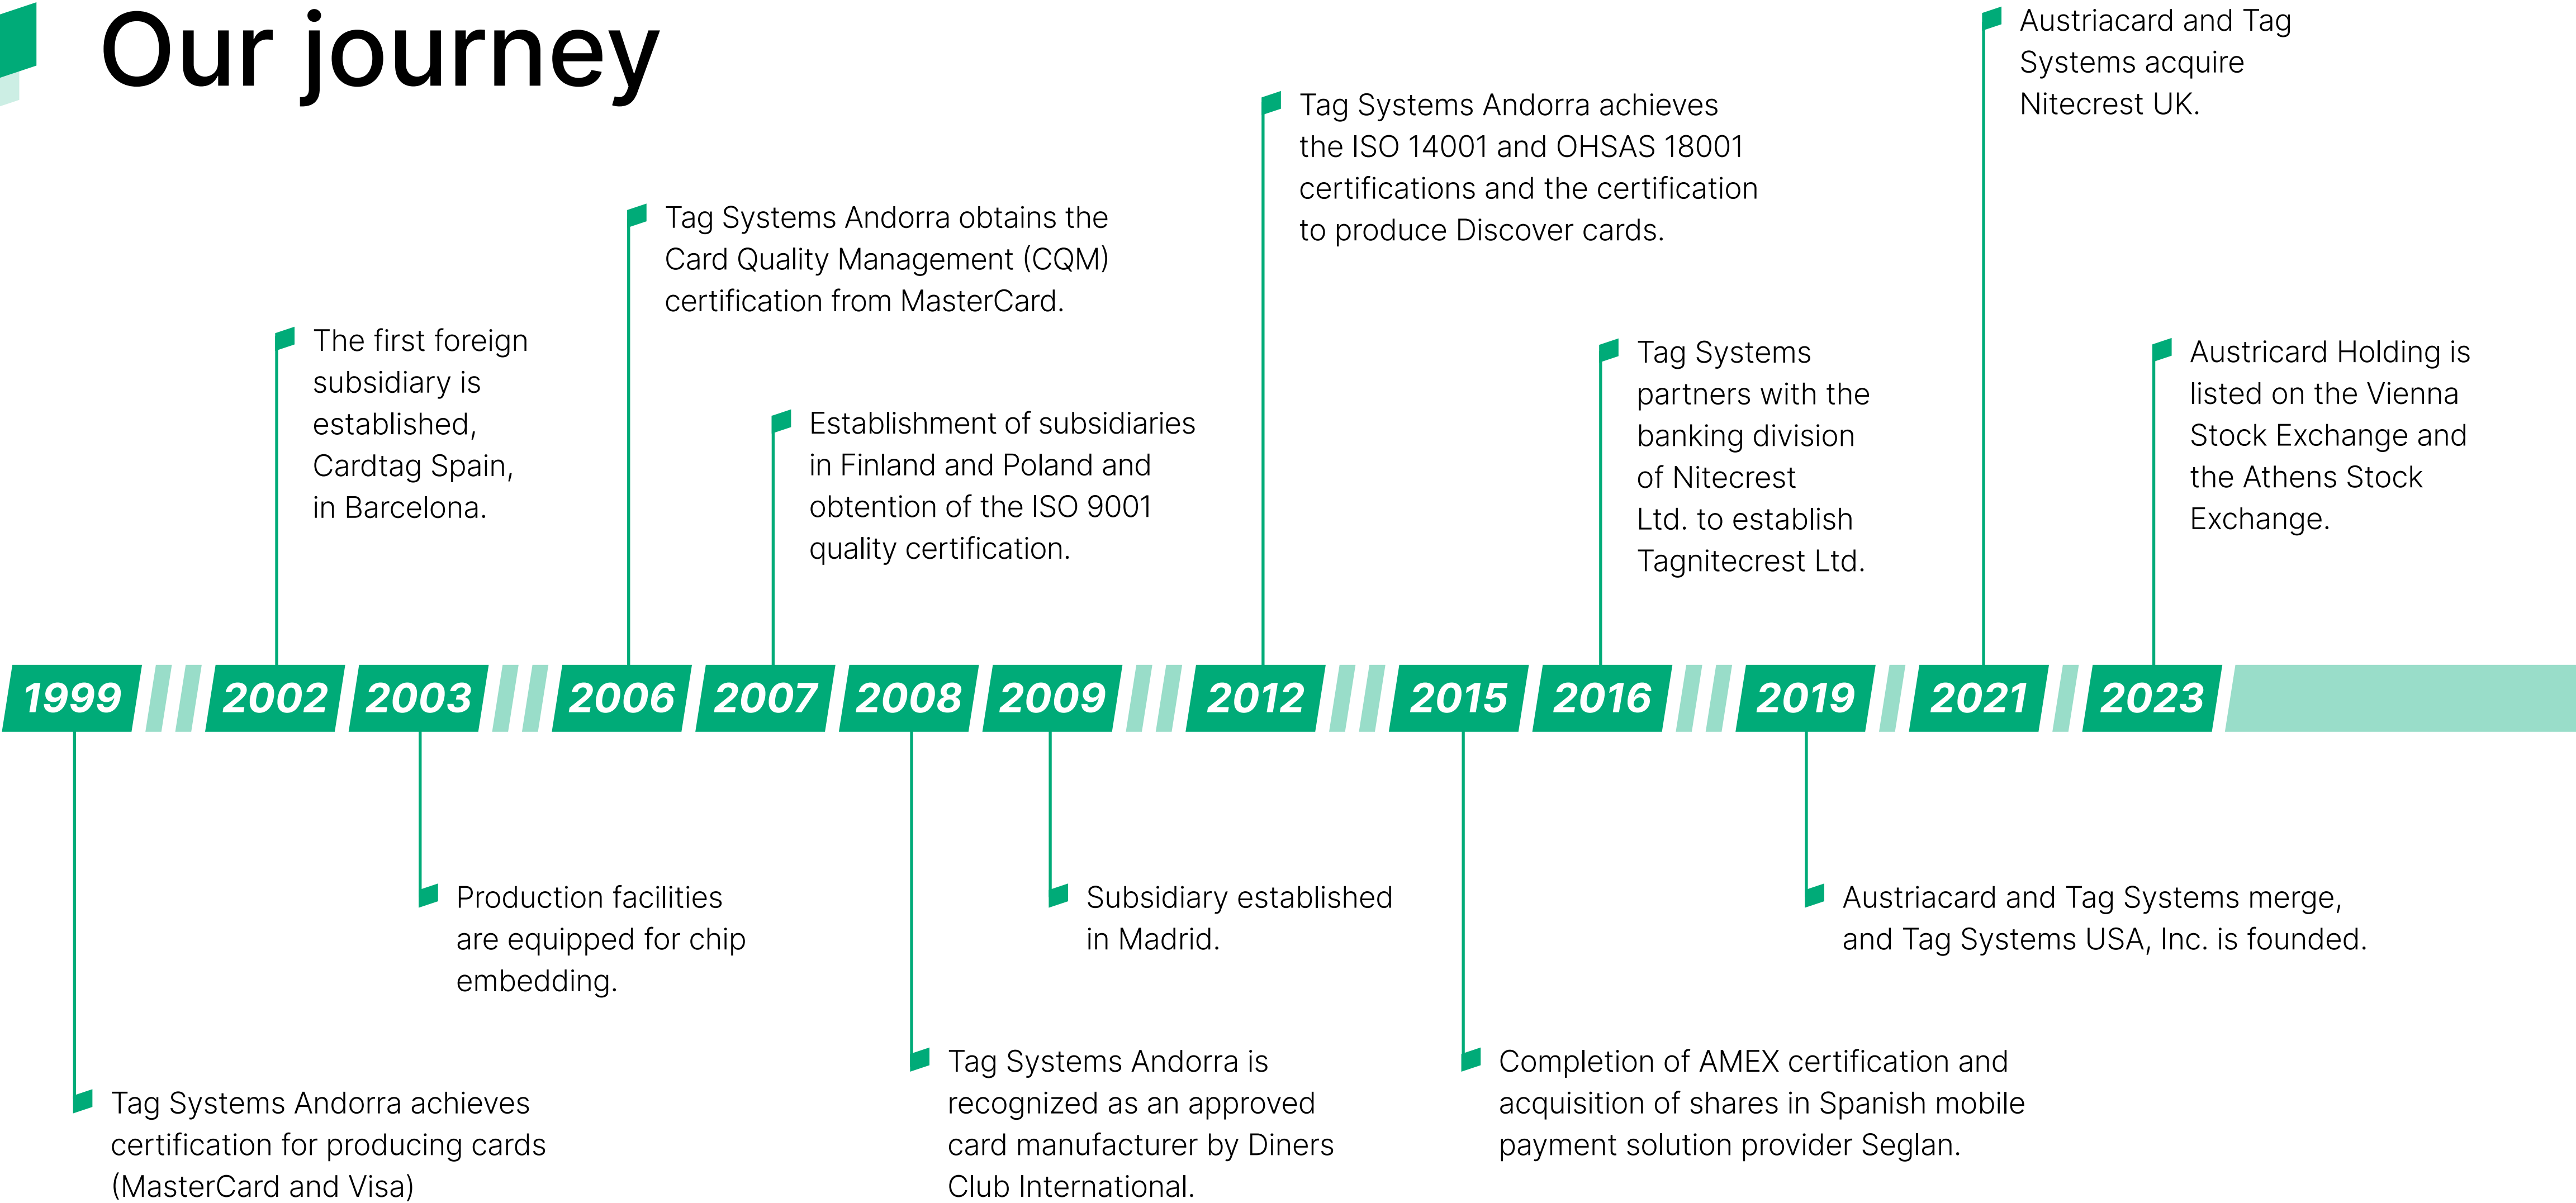 Our journey
Austriacard and Tag
Systems acquire
Nitecrest UK.
Tag Systems Andorra achieves
the ISO 14001 and OHSAS 18001
certifications and the certification
to produce Discover cards.
Tag Systems Andorra obtains the
Card Quality Management (CQM)
certification from MasterCard.
The first foreign
subsidiary is
established,
Cardtag Spain,
in Barcelona.
Establishment of subsidiaries
in Finland and Poland and
obtention of the ISO 9001
quality certification.
Tag Systems
partners with the
banking division
of Nitecrest
Ltd. to establish
Tagnitecrest Ltd.
Austricard Holding is
listed on the Vienna
Stock Exchange and
the Athens Stock
Exchange.
1999 2002 2003 2006 2007 2008 2009 2012 2015 2016 2019 2021 2023
Production facilities
are equipped for chip
embedding.
Subsidiary established
in Madrid.
Austriacard and Tag Systems merge,
and Tag Systems USA, Inc. is founded.
Tag Systems Andorra achieves
certification for producing cards
(MasterCard and Visa)
Tag Systems Andorra is
recognized as an approved
card manufacturer by Diners
Club International.
Completion of AMEX certification and
acquisition of shares in Spanish mobile
payment solution provider Seglan.